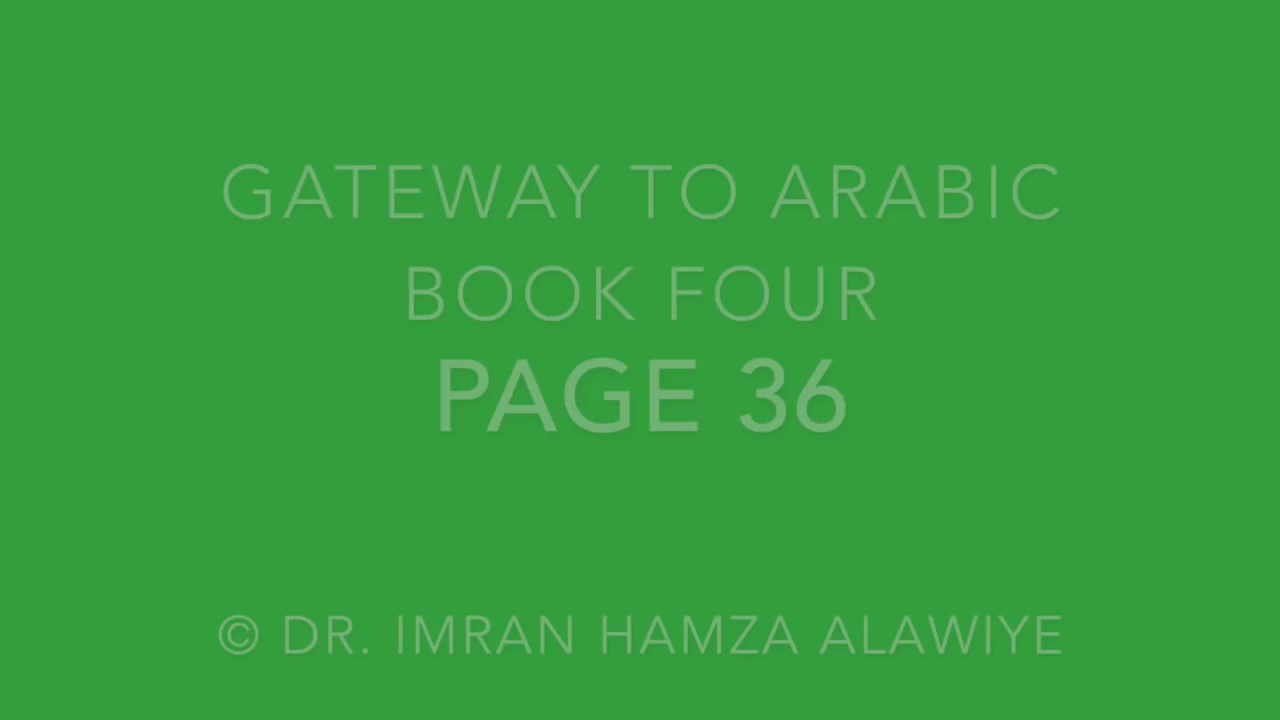 GATEWAY TO ARABIC
BOOK FOUR
PAGE 36
© DR. IMRAN HAMZA ALAWIYE